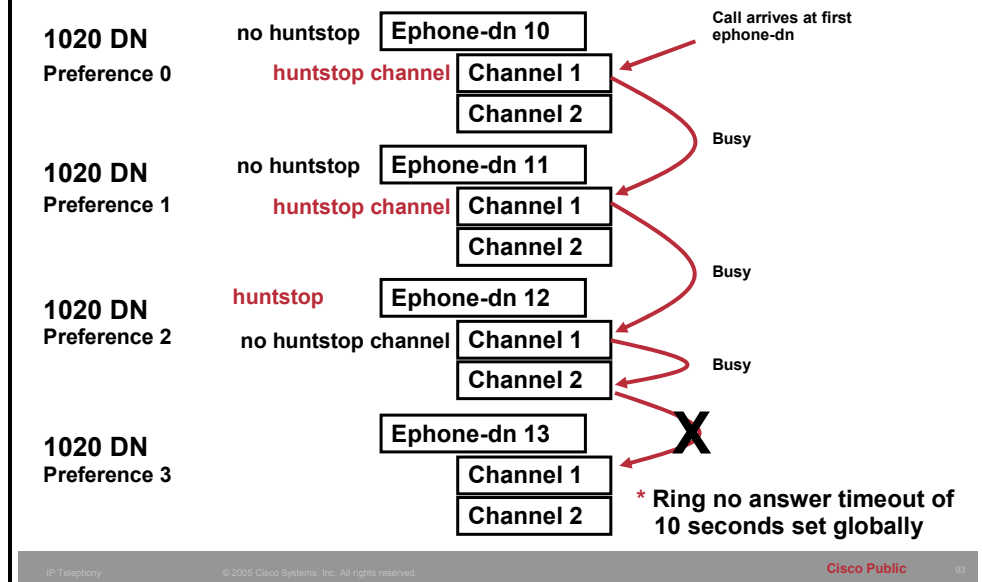 Call arrives at first
ephone-dn
1020 DN
Preference 0
no huntstop
Ephone-dn 10
huntstop channel
Channel 1
Channel 2
Busy
1020 DN
Preference 1
no huntstop
Ephone-dn 11
huntstop channel
Channel 1
Channel 2
Busy
1020 DN
Preference 2
huntstop
Ephone-dn 12
no huntstop channel
Channel 1
Channel 2
Busy
X
1020 DN
Preference 3
Ephone-dn 13
Channel 1
Channel 2
* Ring no answer timeout of
10 seconds set globally
IP Telephony
© 2005 Cisco Systems, Inc. All rights reserved.
Cisco Public
93